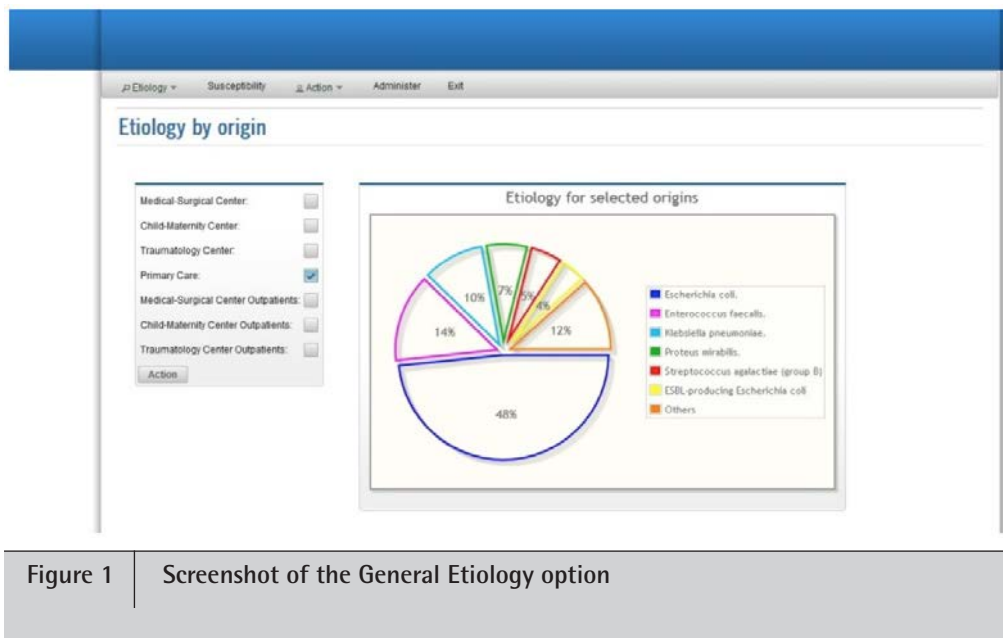 Etiology Susceptibility Action Administer Exit
Etiology by origin
Medical-Surgical Center:
Child-Maternity Center:
Traumatology Center:
Primary Care:
Medical-Surgical Center Outpatients:
Child-Maternity Center Outpatients:
Traumatology Center Outpatients:
Action
Etiology for selected origins
7%
5%
10%
4%
14%
12%
48%
Escherichia coli.
Enterococcus faecalis.
Klebsiella pneumoniae.
Proteus mirabilis.
Streptococcus agalactiae (group B)
ESBL-producing Escherichia coli
Others
Figure 1 Screenshot of the General Etiology option